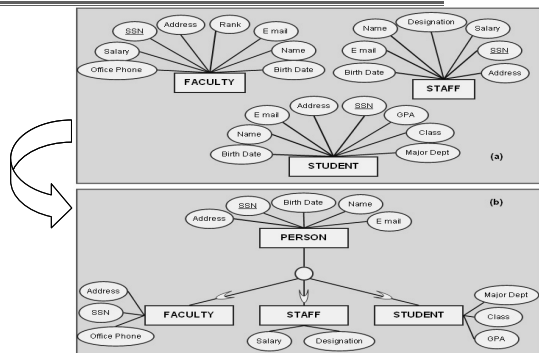 Address Rank
SSN E mail
Salary Name
Office Phone Birth Date
FACULTY
Designation
Name Salary
E mail SSN
Birth Date Address
STAFF
Address SSN
E mail GPA
Name Class
Birth Date Major Dept
STUDENT
(a)
(b)
Birth Date
SSN Name
Address E mail
PERSON
Address
SSN
Office Phone
FACULTY
STAFF
Salary Designation
STUDENT
Major Dept
Class
GPA